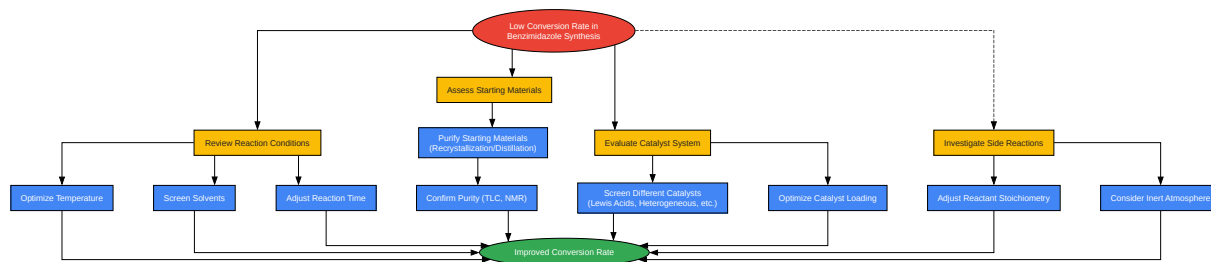 Low Conversion Rate in
Benzimidazole Synthesis
Assess Starting Materials
Review Reaction Conditions
Purify Starting Materials
(Recrystallization/Distillation)
Evaluate Catalyst System
Investigate Side Reactions
Optimize Temperature
Screen Solvents
Adjust Reaction Time
Confirm Purity (TLC, NMR)
Screen Different Catalysts
(Lewis Acids, Heterogeneous, etc.)
Optimize Catalyst Loading
Adjust Reactant Stoichiometry
Consider Inert Atmosphere
Improved Conversion Rate